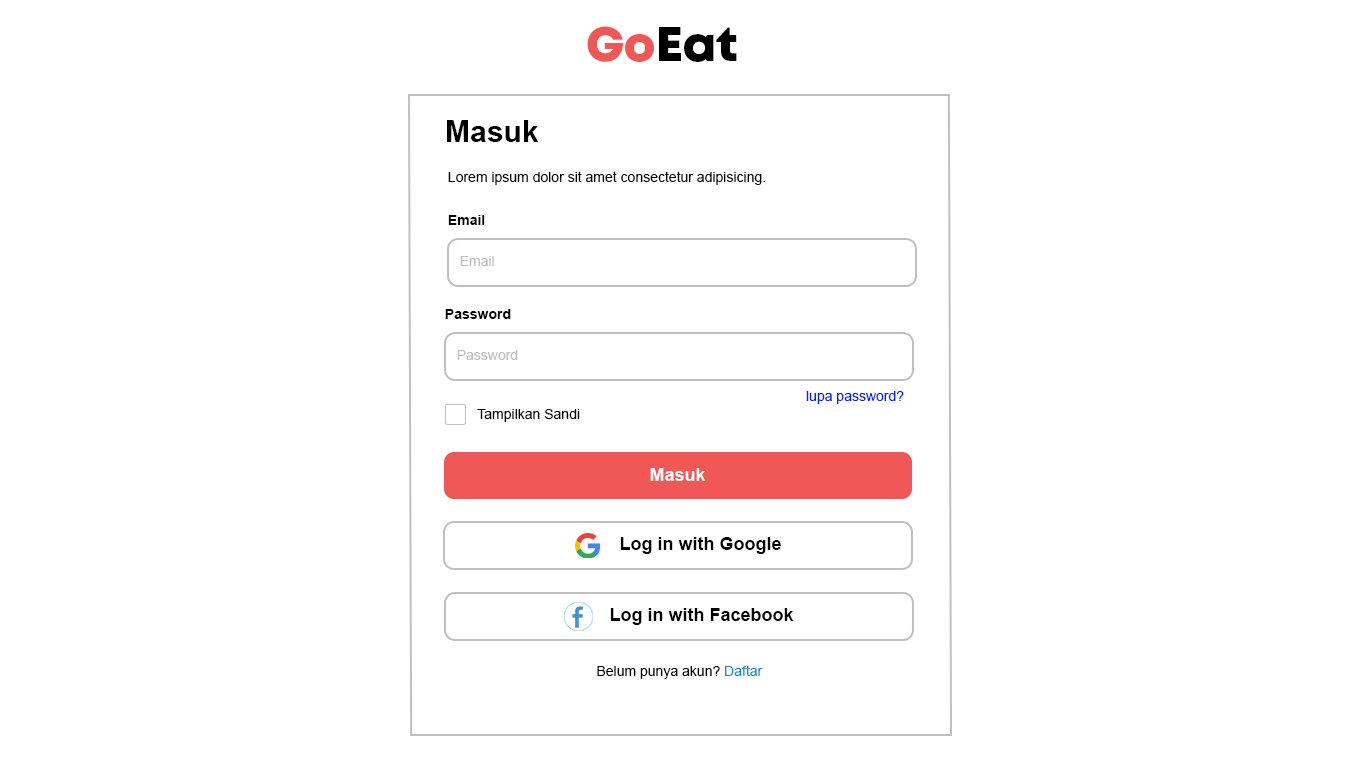 GoEat
Masuk
Lorem ipsum dolor sit amet consectetur adipisicing.
Email
Email
Password
Password
lupa password?
Tampilkan Sandi
Masuk
Log in with Google
Log in with Facebook
Belum punya akun? Daftar